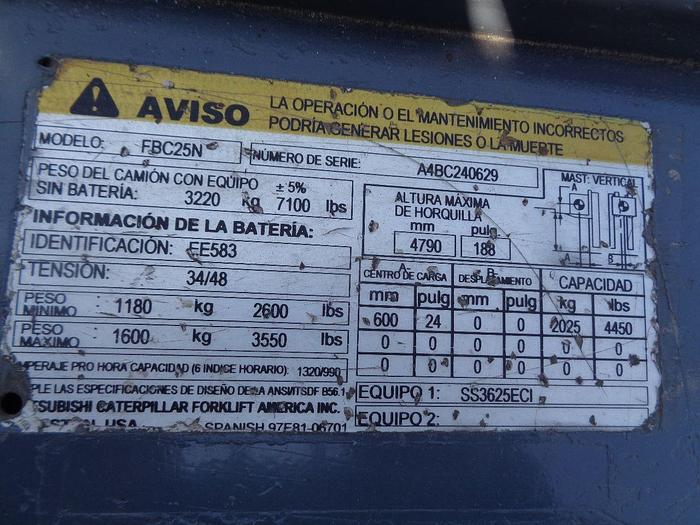 AVISO
LA OPERACIÓN O EL MANTENIMIENTO INCORRECTOS
PODRÍA GENERAR LESIONES O LA MUERTE
MODELO: FBC25N
NÚMERO DE SERIE: A4BC240629
PESO DEL CAMIÓN CON EQUIPO ± 5%
SIN BATERÍA: 3220 kg 7100 lbs
INFORMACIÓN DE LA BATERÍA:
IDENTIFICACIÓN: EE583
TENSIÓN: 34/48
PESO MÍNIMO 1180 kg 2600 lbs
PESO MÁXIMO 1600 kg 3550 lbs
MPERAJE PRO HORA CAPACIDAD (6 INDICE HORARIO): 1320/990
PLE LAS ESPECIFICACIONES DE DISEÑO DE LA ANSI/ITSDF B56.1
TSUBISHI CATERPILLAR FORKLIFT AMERICA INC.
USA SPANISH 97E81-06701
ALTURA MÁXIMA
DE HORQUILLA
mm pulg
4790 188
MAST: VERTICAL
A B
A B
A B
CENTRO DE CARGA DESPLAZAMIENTO CAPACIDAD
mm pulg mm pulg kg lbs
600 24 0 0 2025 4450
0 0 0 0 0 0
0 0 0 0 0 0
EQUIPO 1: SS3625ECI
EQUIPO 2: